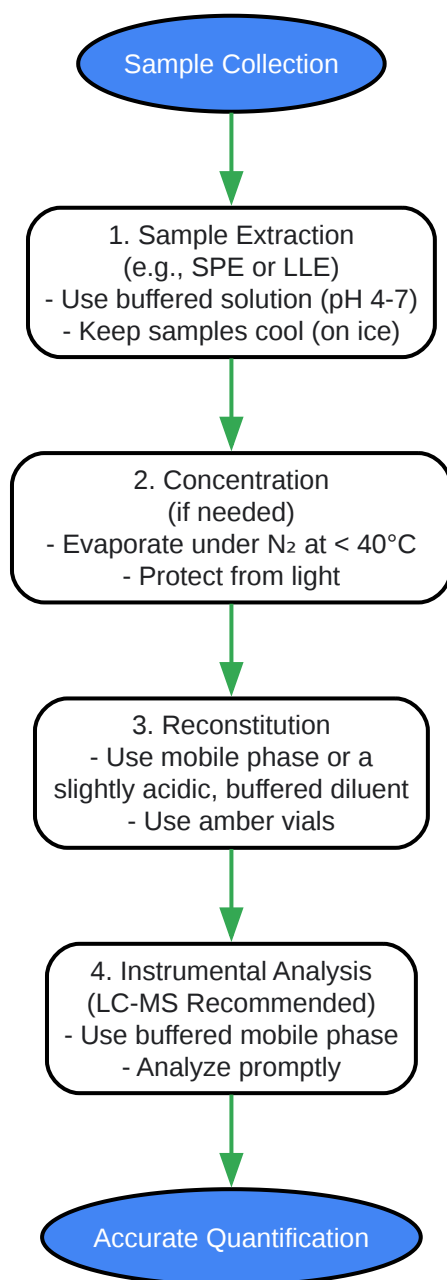 Sample Collection
1. Sample Extraction
(e.g., SPE or LLE)
- Use buffered solution (pH 4-7)
- Keep samples cool (on ice)
2. Concentration
(if needed)
- Evaporate under N₂ at < 40°C
- Protect from light
3. Reconstitution
- Use mobile phase or a
slightly acidic, buffered diluent
- Use amber vials
4. Instrumental Analysis
(LC-MS Recommended)
- Use buffered mobile phase
- Analyze promptly
Accurate Quantification